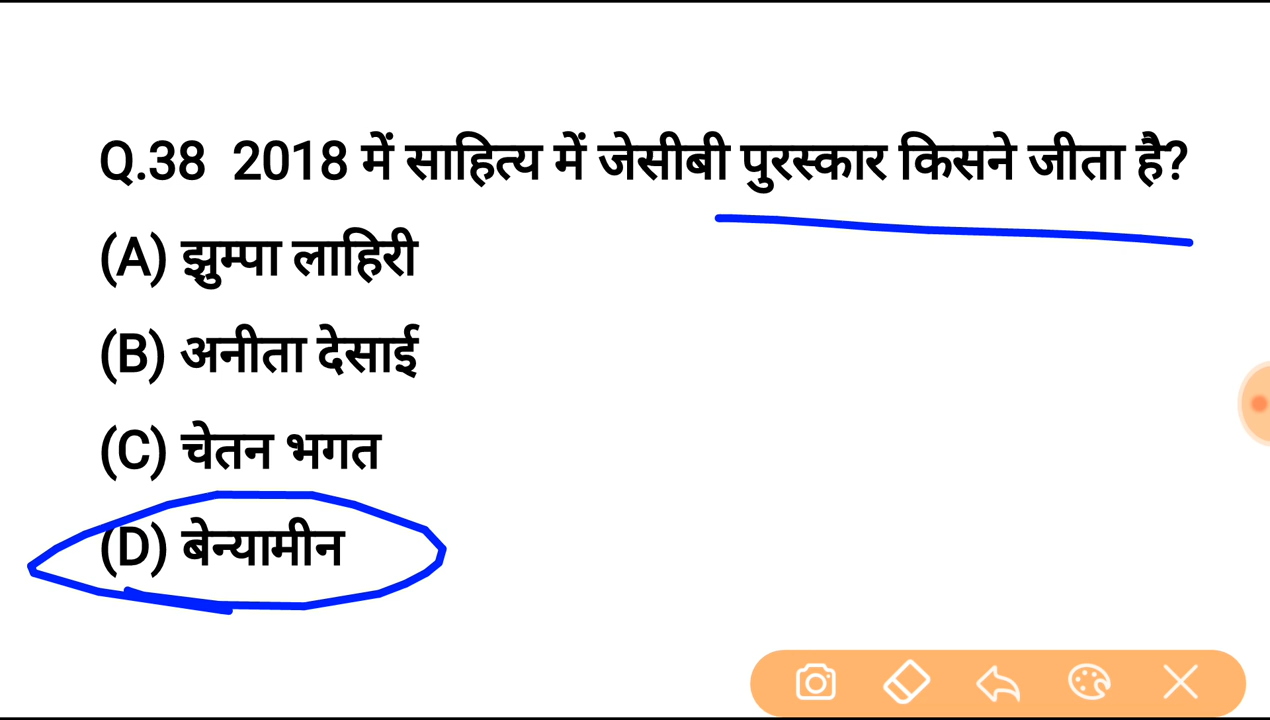 Q.38 2018 में साहित्य में जेसीबी पुरस्कार किसने जीता है?
(A) झुम्पा लाहिरी
(B) अनीता देसाई
(C) चेतन भगत
(D) बेन्यामीन